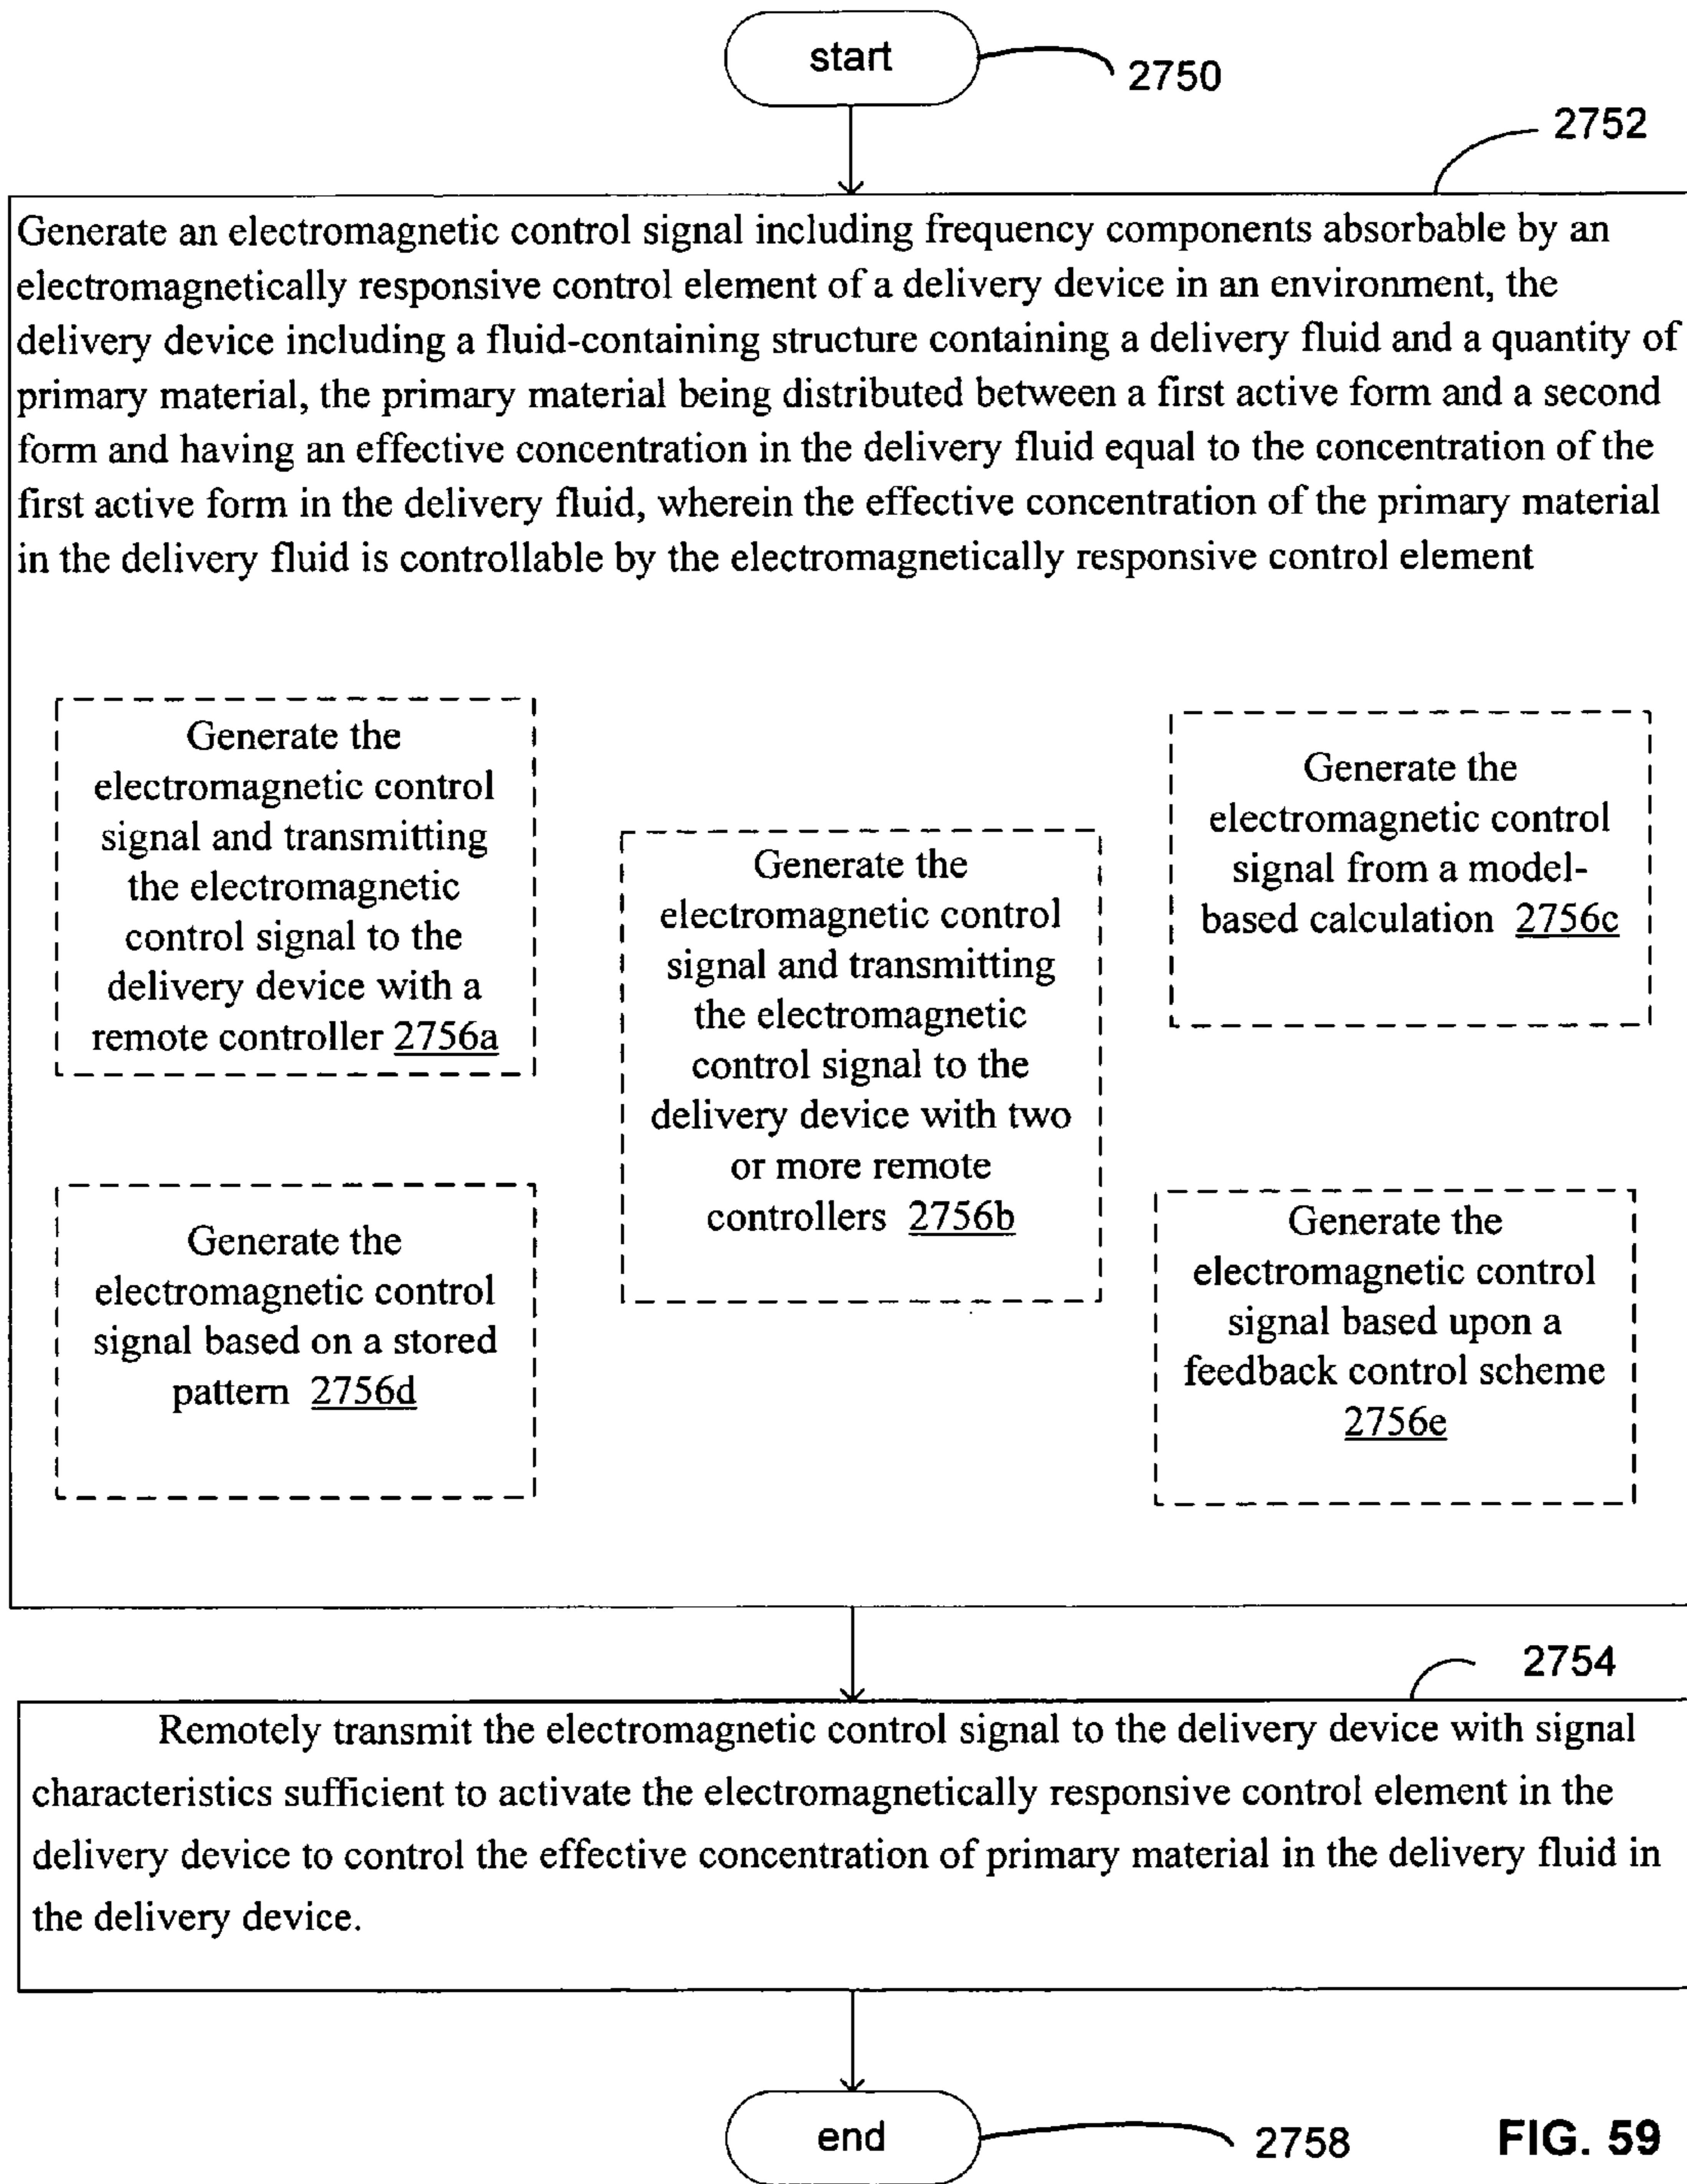 start
2750
2752
Generate an electromagnetic control signal including frequency components absorbable by an
electromagnetically responsive control element of a delivery device in an environment, the
delivery device including a fluid-containing structure containing a delivery fluid and a quantity of
primary material, the primary material being distributed between a first active form and a second
form and having an effective concentration in the delivery fluid equal to the concentration of the
first active form in the delivery fluid, wherein the effective concentration of the primary material
in the delivery fluid is controllable by the electromagnetically responsive control element
Generate the
electromagnetic control
signal and transmitting
the electromagnetic
control signal to the
delivery device with a
remote controller 2756a
Generate the
electromagnetic control
signal and transmitting
the electromagnetic
control signal to the
delivery device with two
or more remote
controllers 2756b
Generate the
electromagnetic control
signal from a model-
based calculation 2756c
Generate the
electromagnetic control
signal based on a stored
pattern 2756d
Generate the
electromagnetic control
signal based upon a
feedback control scheme
2756e
2754
Remotely transmit the electromagnetic control signal to the delivery device with signal
characteristics sufficient to activate the electromagnetically responsive control element in the
delivery device to control the effective concentration of primary material in the delivery fluid in
the delivery device.
end
2758
FIG. 59